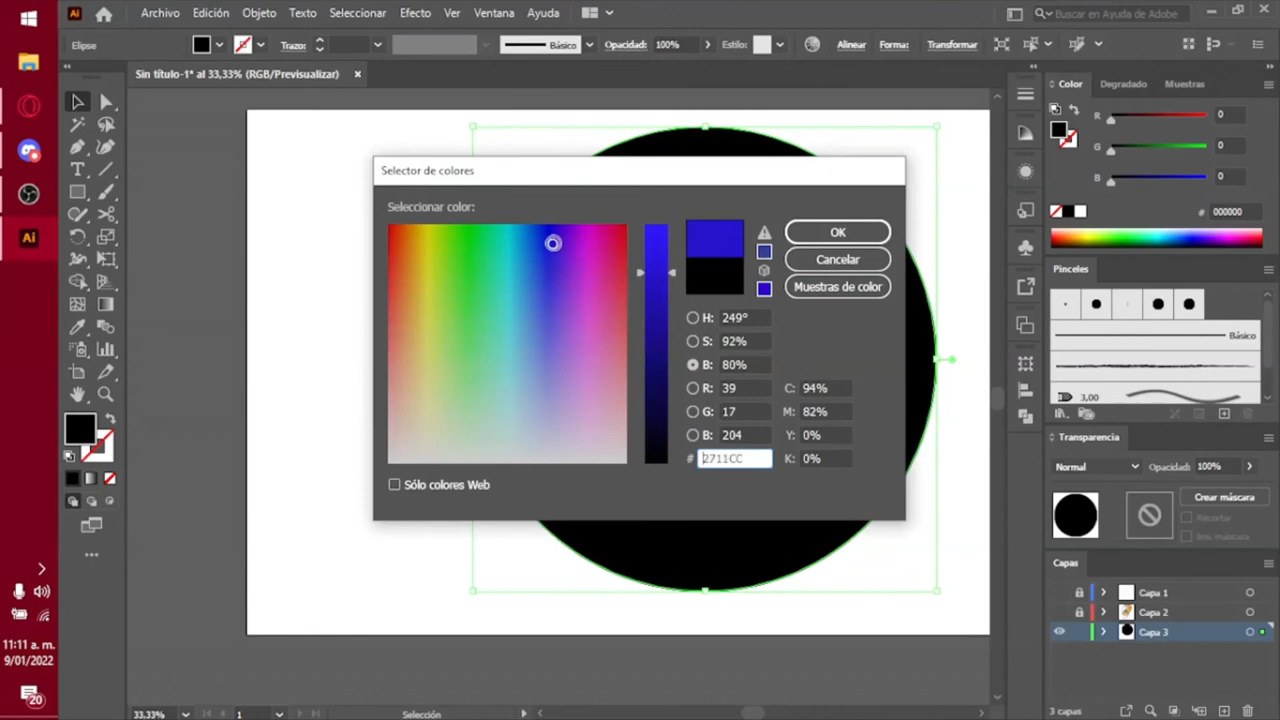 Ai Archivo Edición Objeto Texto Seleccionar Efecto Ver Ventana Ayuda Buscar en Ayuda de Adobe
Elipse Trazo: Básico Opacidad: 100% Estilo: Alinear Forma: Transformar
Sin título-1* al 33,33% (RGB/Previsualizar)
Color Degradado Muestras
R 0
G 0
B 0
# 000000
Selector de colores
Seleccionar color:
OK
Cancelar
Muestras de color
H: 249°
S: 92%
B: 80%
R: 39 C: 94%
G: 17 M: 82%
B: 204 Y: 0%
# 2711CC K: 0%
Sólo colores Web
Pinceles
Básico
3,00
Transparencia
Normal Opacidad: 100%
Crear máscara
Recortar
Inv. máscara
Capas
Capa 1
Capa 2
Capa 3
3 capas
Ai
11:11 a. m.
9/01/2022
20
33,33% 1 Selección